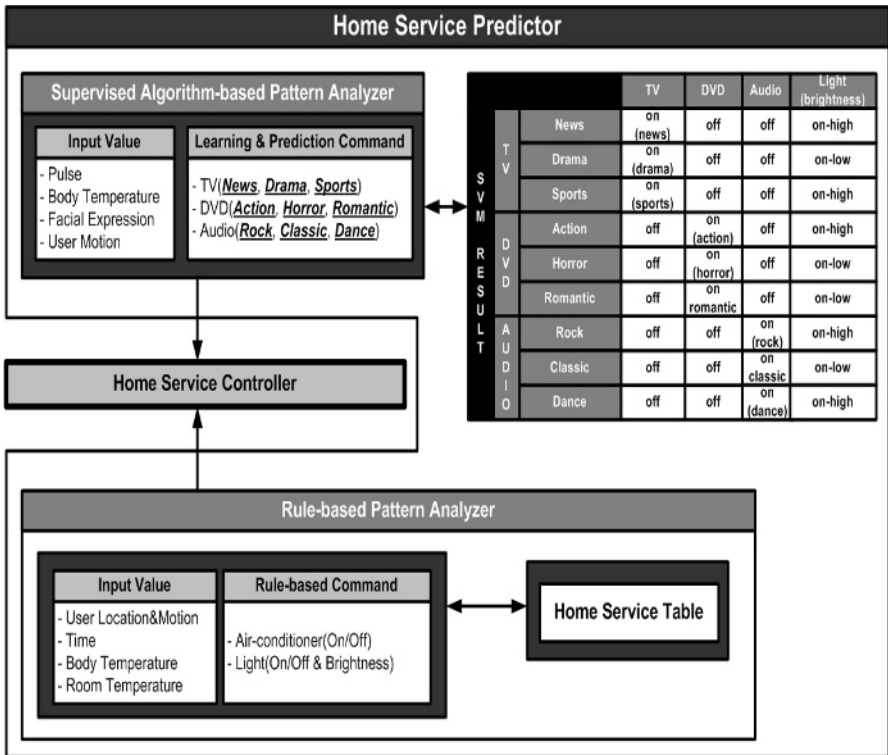 Home Service Predictor
Supervised Algorithm-based Pattern Analyzer
Input Value
- Pulse
- Body Temperature
- Facial Expression
- User Motion
Learning & Prediction Command
- TV(News, Drama, Sports)
- DVD(Action, Horror, Romantic)
- Audio(Rock, Classic, Dance)
SVM RESULT
TV DVD Audio Light
(brightness)
TV
News on
(news) off off on-high
Drama on
(drama) off off on-low
Sports on
(sports) off off on-high
DVD
Action off on
(action) off on-high
Horror off on
(horror) off on-low
Romantic off on
romantic off on-low
AUDIO
Rock off off on
(rock) on-high
Classic off off on
classic on-low
Dance off off on
(dance) on-high
Home Service Controller
Rule-based Pattern Analyzer
Input Value
- User Location&Motion
- Time
- Body Temperature
- Room Temperature
Rule-based Command
- Air-conditioner(On/Off)
- Light(On/Off & Brightness)
Home Service Table